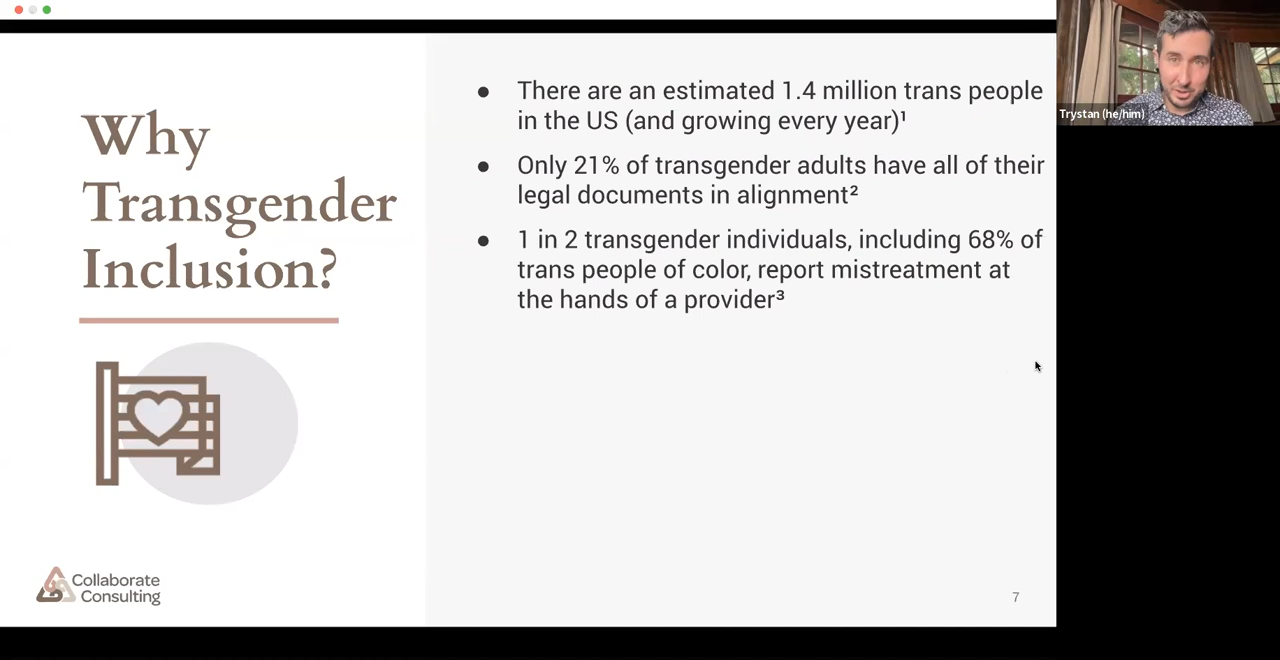 Why
Transgender
Inclusion?
• There are an estimated 1.4 million trans people
in the US (and growing every year)¹
• Only 21% of transgender adults have all of their
legal documents in alignment²
• 1 in 2 transgender individuals, including 68% of
trans people of color, report mistreatment at
the hands of a provider³
Collaborate
Consulting
7
Trystan (he/him)